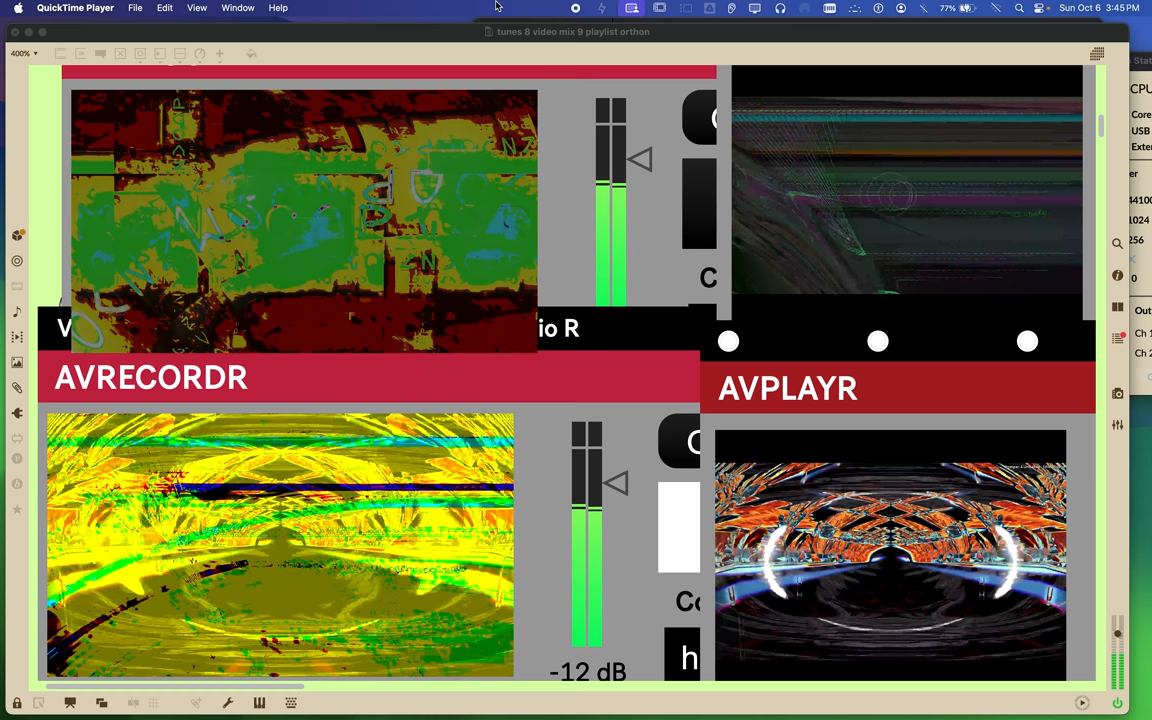 QuickTime Player File Edit View Window Help 77% Sun Oct 6 3:45 PM
tunes 8 video mix 9 playlist orthon
400%
Stat
CPU
Core
USB
Exter
er
44100
1024
256
0
Out
Ch 1
Ch 2
C
C
V
io R
AVRECORDR
AVPLAYR
C
Co
-12 dB
h